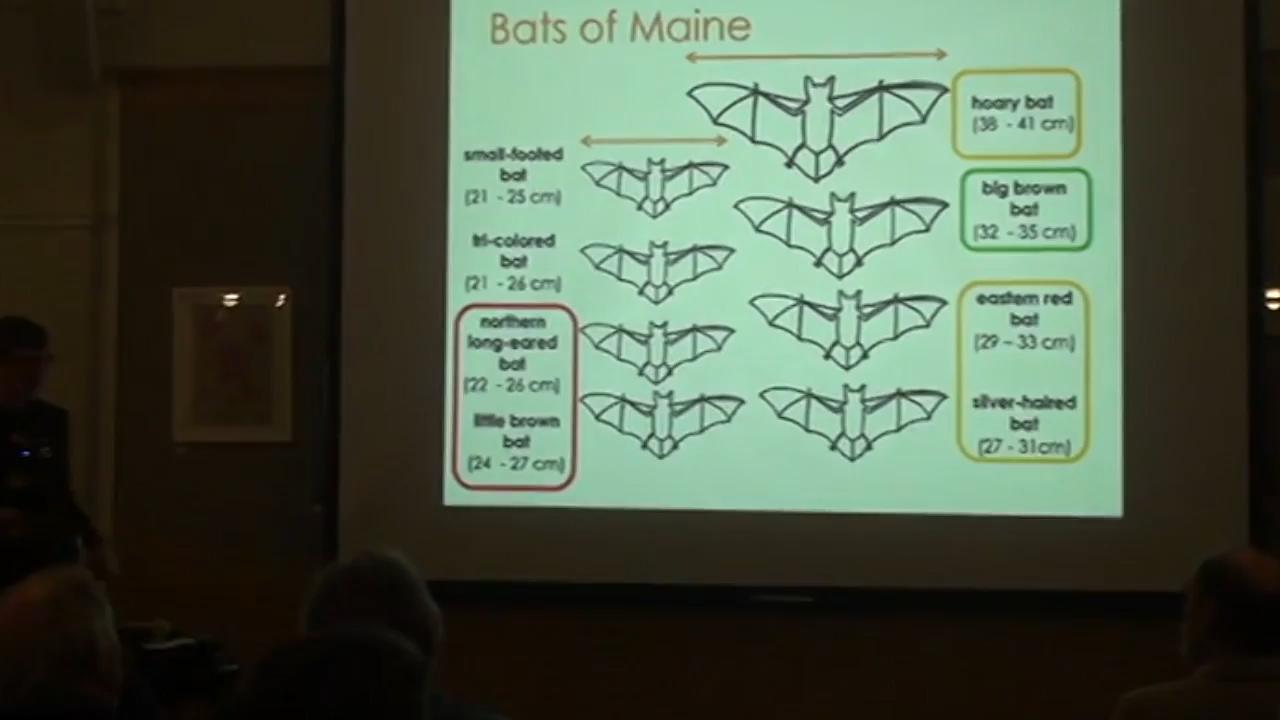 Bats of Maine
small-footed
bat
(21 - 25 cm)
tri-colored
bat
(21 - 26 cm)
northern
long-eared
bat
(22 - 26 cm)
little brown
bat
(24 - 27 cm)
hoary bat
(38 - 41 cm)
big brown
bat
(32 - 35 cm)
eastern red
bat
(29 - 33 cm)
silver-haired
bat
(27 - 31cm)